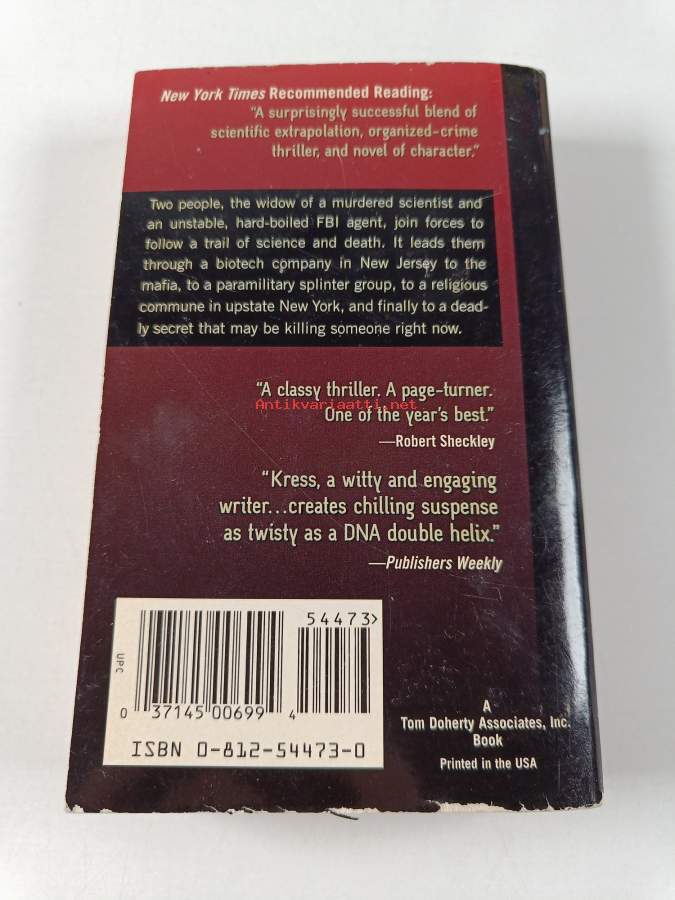 New York Times Recommended Reading:
"A surprisingly successful blend of
scientific extrapolation, organized-crime
thriller, and novel of character."
Two people, the widow of a murdered scientist and
an unstable, hard-boiled FBI agent, join forces to
follow a trail of science and death. It leads them
through a biotech company in New Jersey to the
mafia, to a paramilitary splinter group, to a religious
commune in upstate New York, and finally to a dead-
ly secret that may be killing someone right now.
"A classy thriller. A page-turner.
Antikvariaatti.net
One of the year's best."
—Robert Sheckley
"Kress, a witty and engaging
writer...creates chilling suspense
as twisty as a DNA double helix."
—Publishers Weekly
54473>
UPC
0 37145 00699 4
ISBN 0-812-54473-0
A
Tom Doherty Associates, Inc.
Book
Printed in the USA